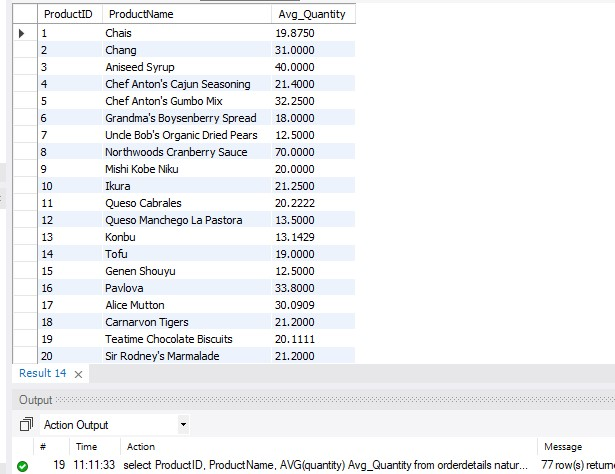 ProductID ProductName Avg_Quantity
1 Chais 19.8750
2 Chang 31.0000
3 Aniseed Syrup 40.0000
4 Chef Anton's Cajun Seasoning 21.4000
5 Chef Anton's Gumbo Mix 32.2500
6 Grandma's Boysenberry Spread 18.0000
7 Uncle Bob's Organic Dried Pears 12.5000
8 Northwoods Cranberry Sauce 70.0000
9 Mishi Kobe Niku 20.0000
10 Ikura 21.2500
11 Queso Cabrales 20.2222
12 Queso Manchego La Pastora 13.5000
13 Konbu 13.1429
14 Tofu 19.0000
15 Genen Shouyu 12.5000
16 Pavlova 33.8000
17 Alice Mutton 30.0909
18 Carnarvon Tigers 21.2000
19 Teatime Chocolate Biscuits 20.1111
20 Sir Rodney's Marmalade 21.2000
Result 14
Output
Action Output
# Time Action Message
19 11:11:33 select ProductID, ProductName, AVG(quantity) Avg_Quantity from orderdetails natur... 77 row(s) return